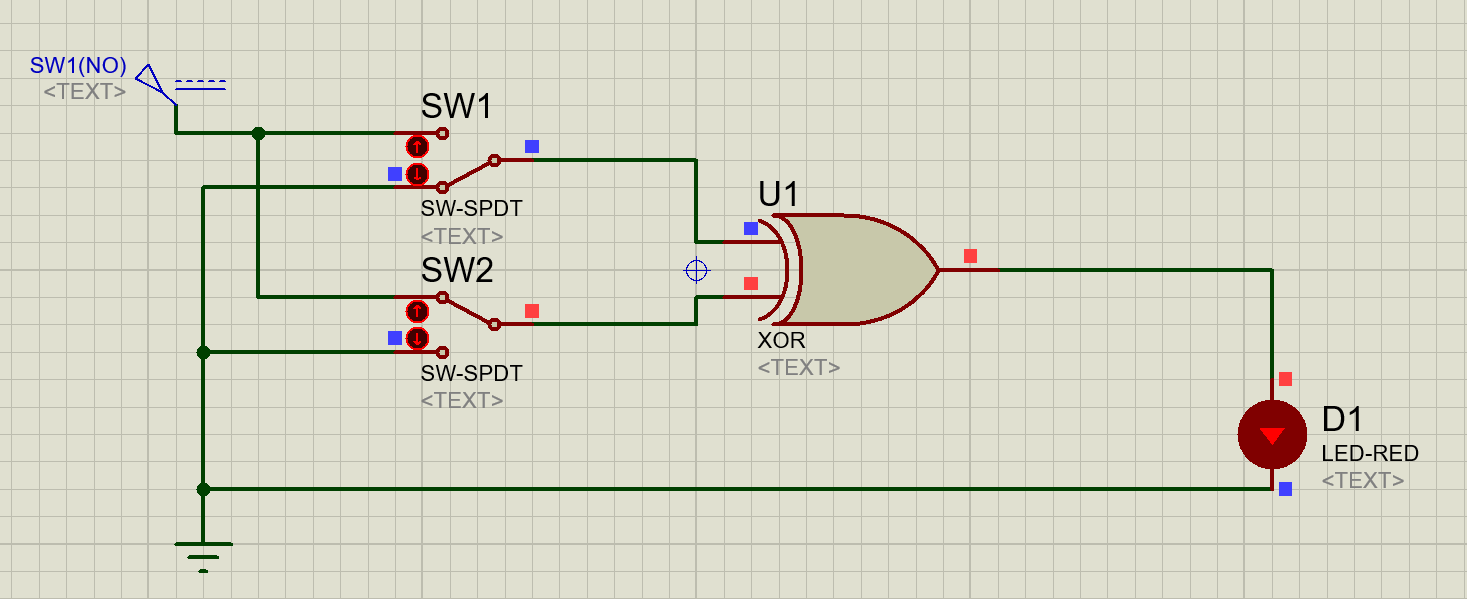 SW1(NO)
<TEXT>
SW1
SW-SPDT
<TEXT>
SW2
SW-SPDT
<TEXT>
U1
XOR
<TEXT>
D1
LED-RED
<TEXT>